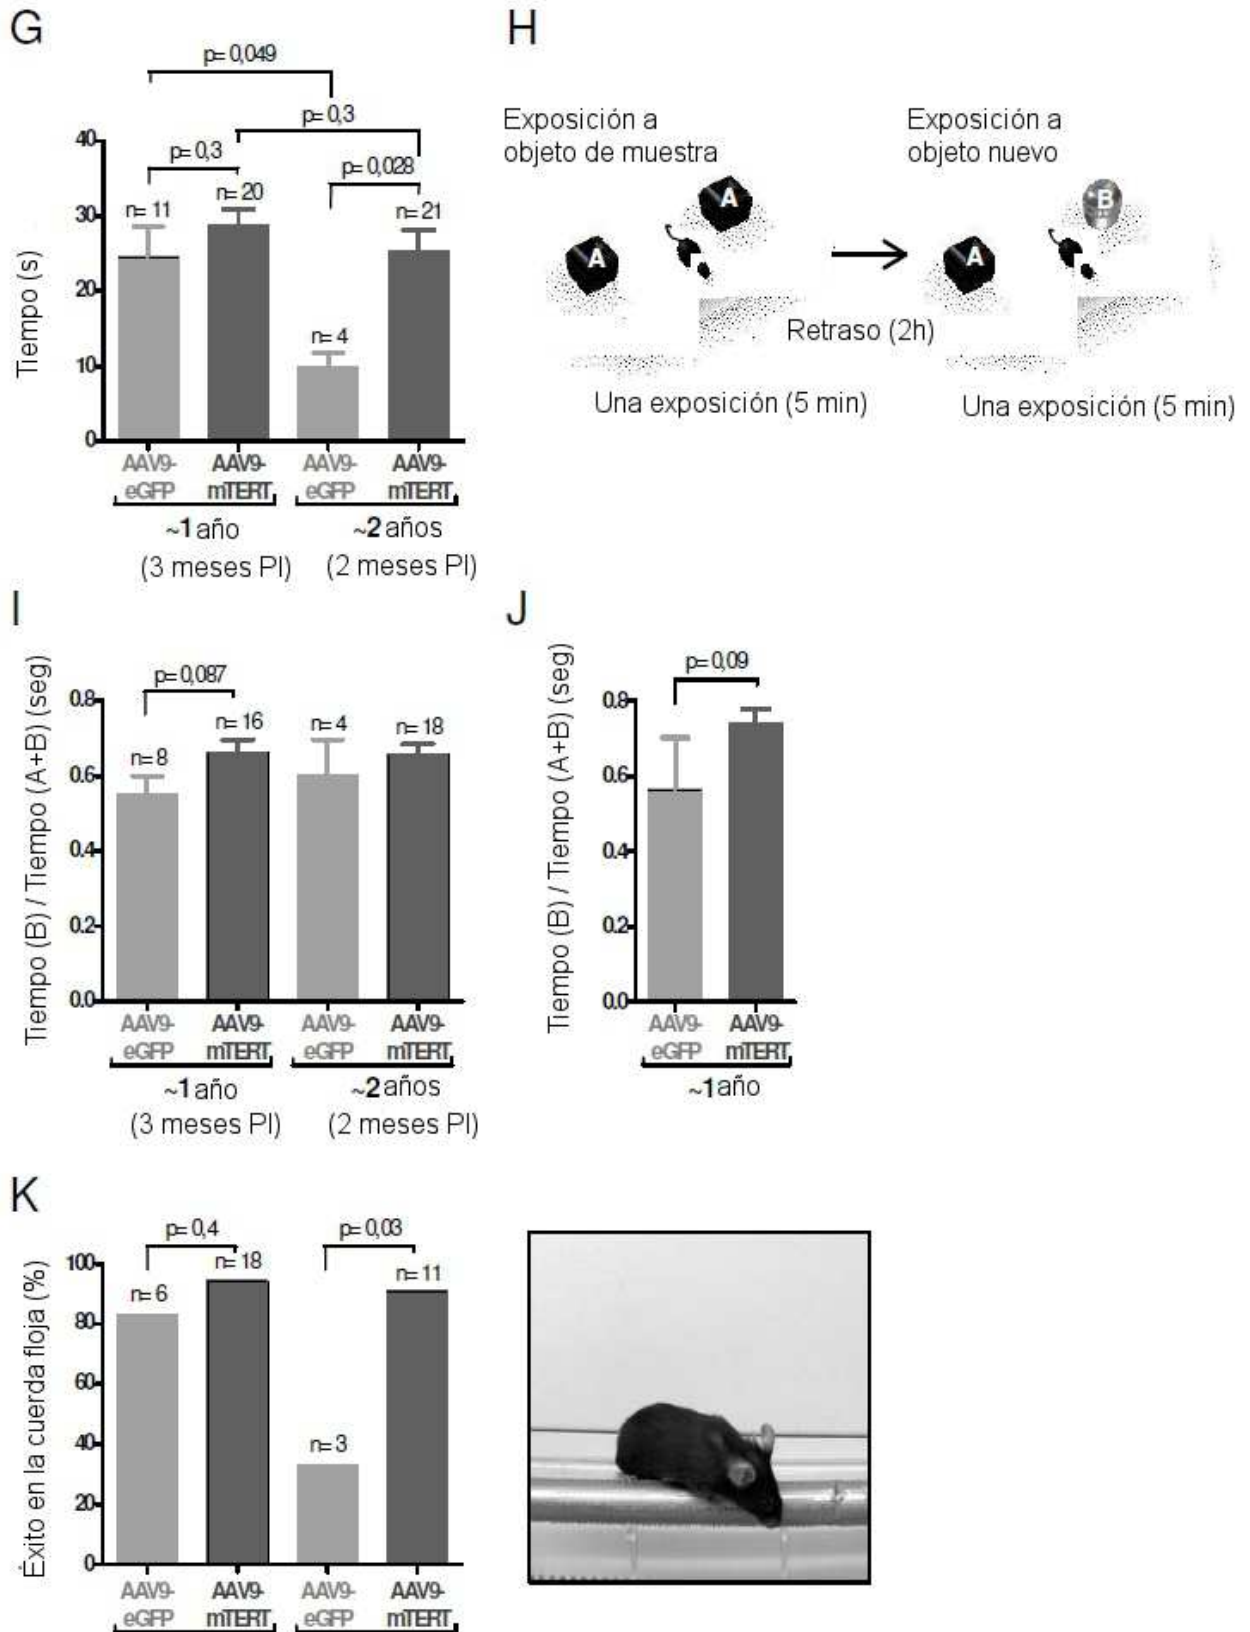 G
p= 0,049
p= 0,3
p= 0,3
p= 0,028
n= 11
n= 20
n= 4
n= 21
Tiempo (s)
40
30
20
10
0
AAV9-
eGFP
AAV9-
mTERT
AAV9-
eGFP
AAV9-
mTERT
~1 año
(3 meses PI)
~2 años
(2 meses PI)
H
Exposición a
objeto de muestra
A
A
Una exposición (5 min)
Retraso (2h)
Exposición a
objeto nuevo
B
A
Una exposición (5 min)
I
p= 0,087
n= 8
n= 16
n= 4
n= 18
Tiempo (B) / Tiempo (A+B) (seg)
0.8
0.6
0.4
0.2
0.0
AAV9-
eGFP
AAV9-
mTERT
AAV9-
eGFP
AAV9-
mTERT
~1 año
(3 meses PI)
~2 años
(2 meses PI)
J
p= 0,09
Tiempo (B) / Tiempo (A+B) (seg)
0.8
0.6
0.4
0.2
0.0
AAV9-
eGFP
AAV9-
mTERT
~1 año
K
p= 0,4
p= 0,03
n= 6
n= 18
n= 3
n= 11
Éxito en la cuerda floja (%)
100
80
60
40
20
0
AAV9-
eGFP
AAV9-
mTERT
AAV9-
eGFP
AAV9-
mTERT